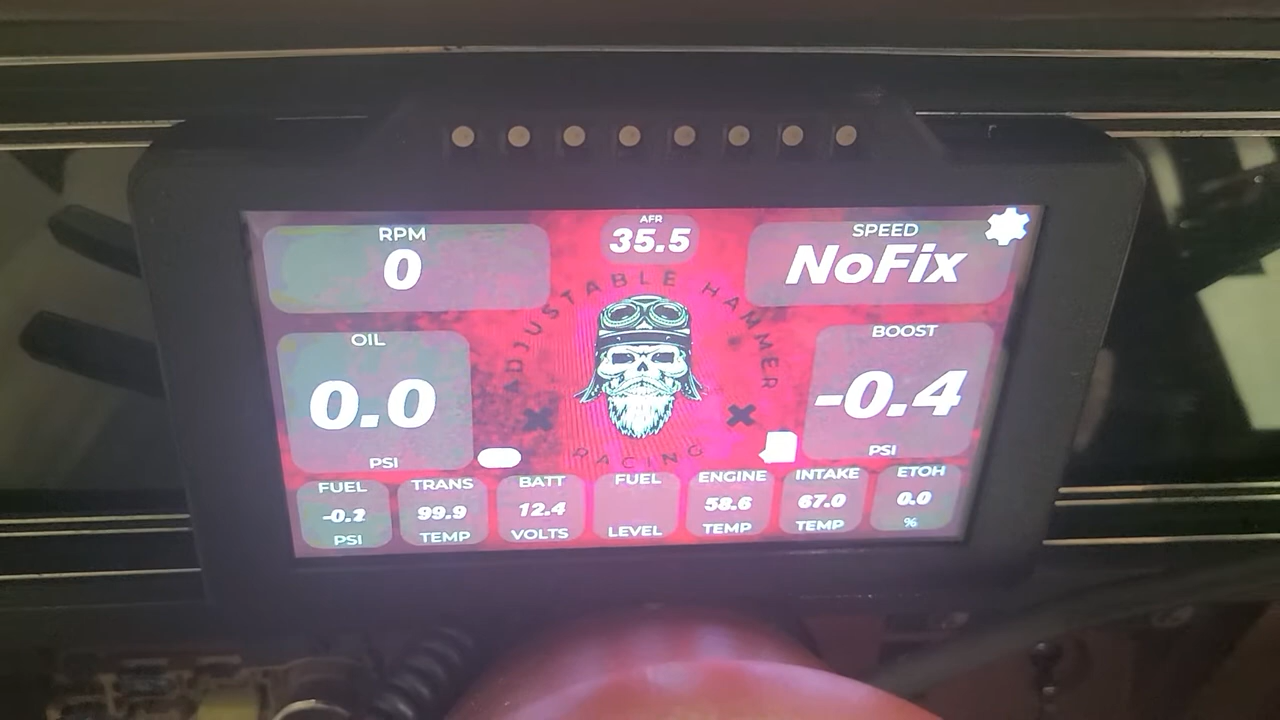 RPM
0
AFR
35.5
SPEED
NoFix
ADJUSTABLE HAMMER
RACING
OIL
0.0
PSI
BOOST
-0.4
PSI
FUEL
-0.2
PSI
TRANS
99.9
TEMP
BATT
12.4
VOLTS
FUEL
LEVEL
ENGINE
58.6
TEMP
INTAKE
67.0
TEMP
ETOH
0.0
%